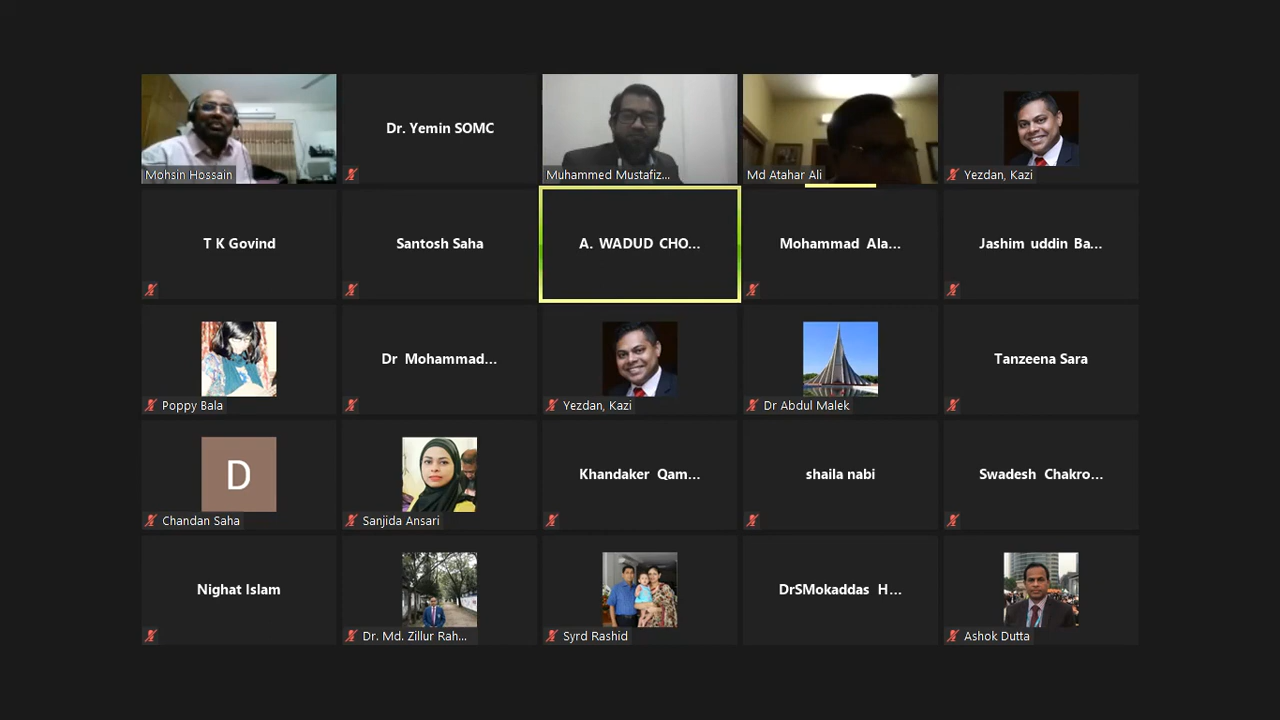 Mohsin Hossain
Dr. Yemin SOMC
Muhammed Mustafiz...
Md Atahar Ali
Yezdan, Kazi
T K Govind
Santosh Saha
A. WADUD CHO...
Mohammad Ala...
Jashim uddin Ba...
Poppy Bala
Dr Mohammad...
Yezdan, Kazi
Dr Abdul Malek
Tanzeena Sara
D
Chandan Saha
Sanjida Ansari
Khandaker Qam...
shaila nabi
Swadesh Chakro...
Nighat Islam
Dr. Md. Zillur Rah...
Syrd Rashid
DrSMokaddas H...
Ashok Dutta